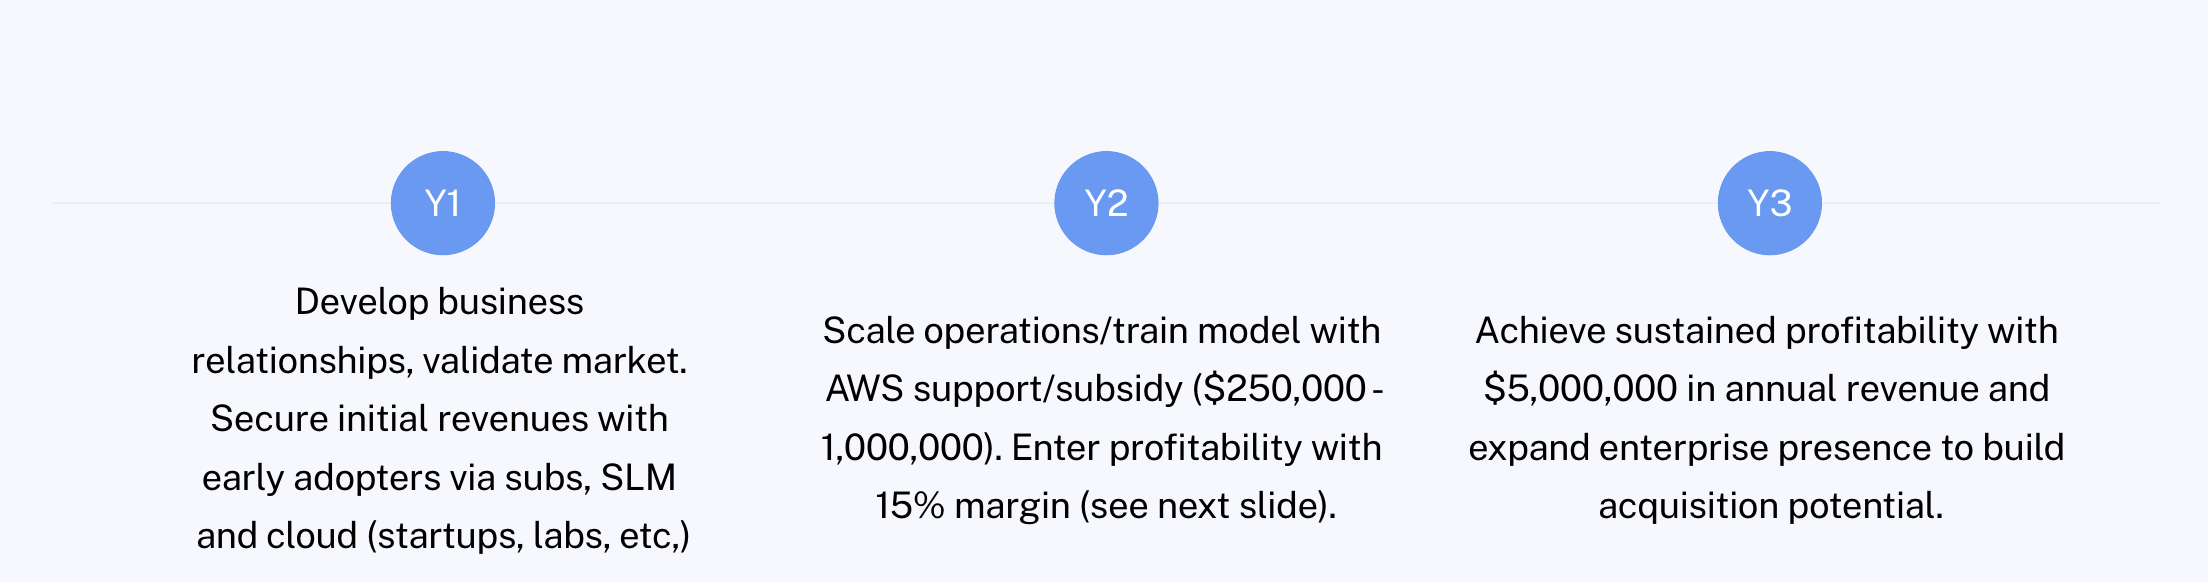 Y1
Develop business
relationships, validate market.
Secure initial revenues with
early adopters via subs, SLM
and cloud (startups, labs, etc,)
Y2
Scale operations/train model with
AWS support/subsidy ($250,000 -
1,000,000). Enter profitability with
15% margin (see next slide).
Y3
Achieve sustained profitability with
$5,000,000 in annual revenue and
expand enterprise presence to build
acquisition potential.